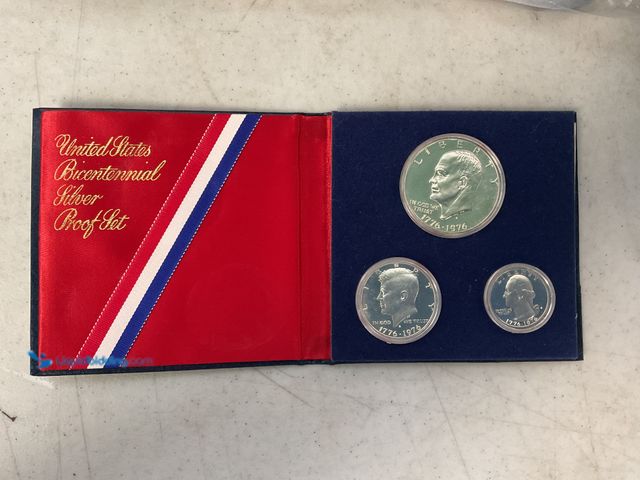 United States
Bicentennial
Silver
Proof Set
LIBERTY
IN GOD WE
TRUST
1776·1976
LIBERTY
IN GOD WE TRUST
1776·1976
LIBERTY
1776·1976